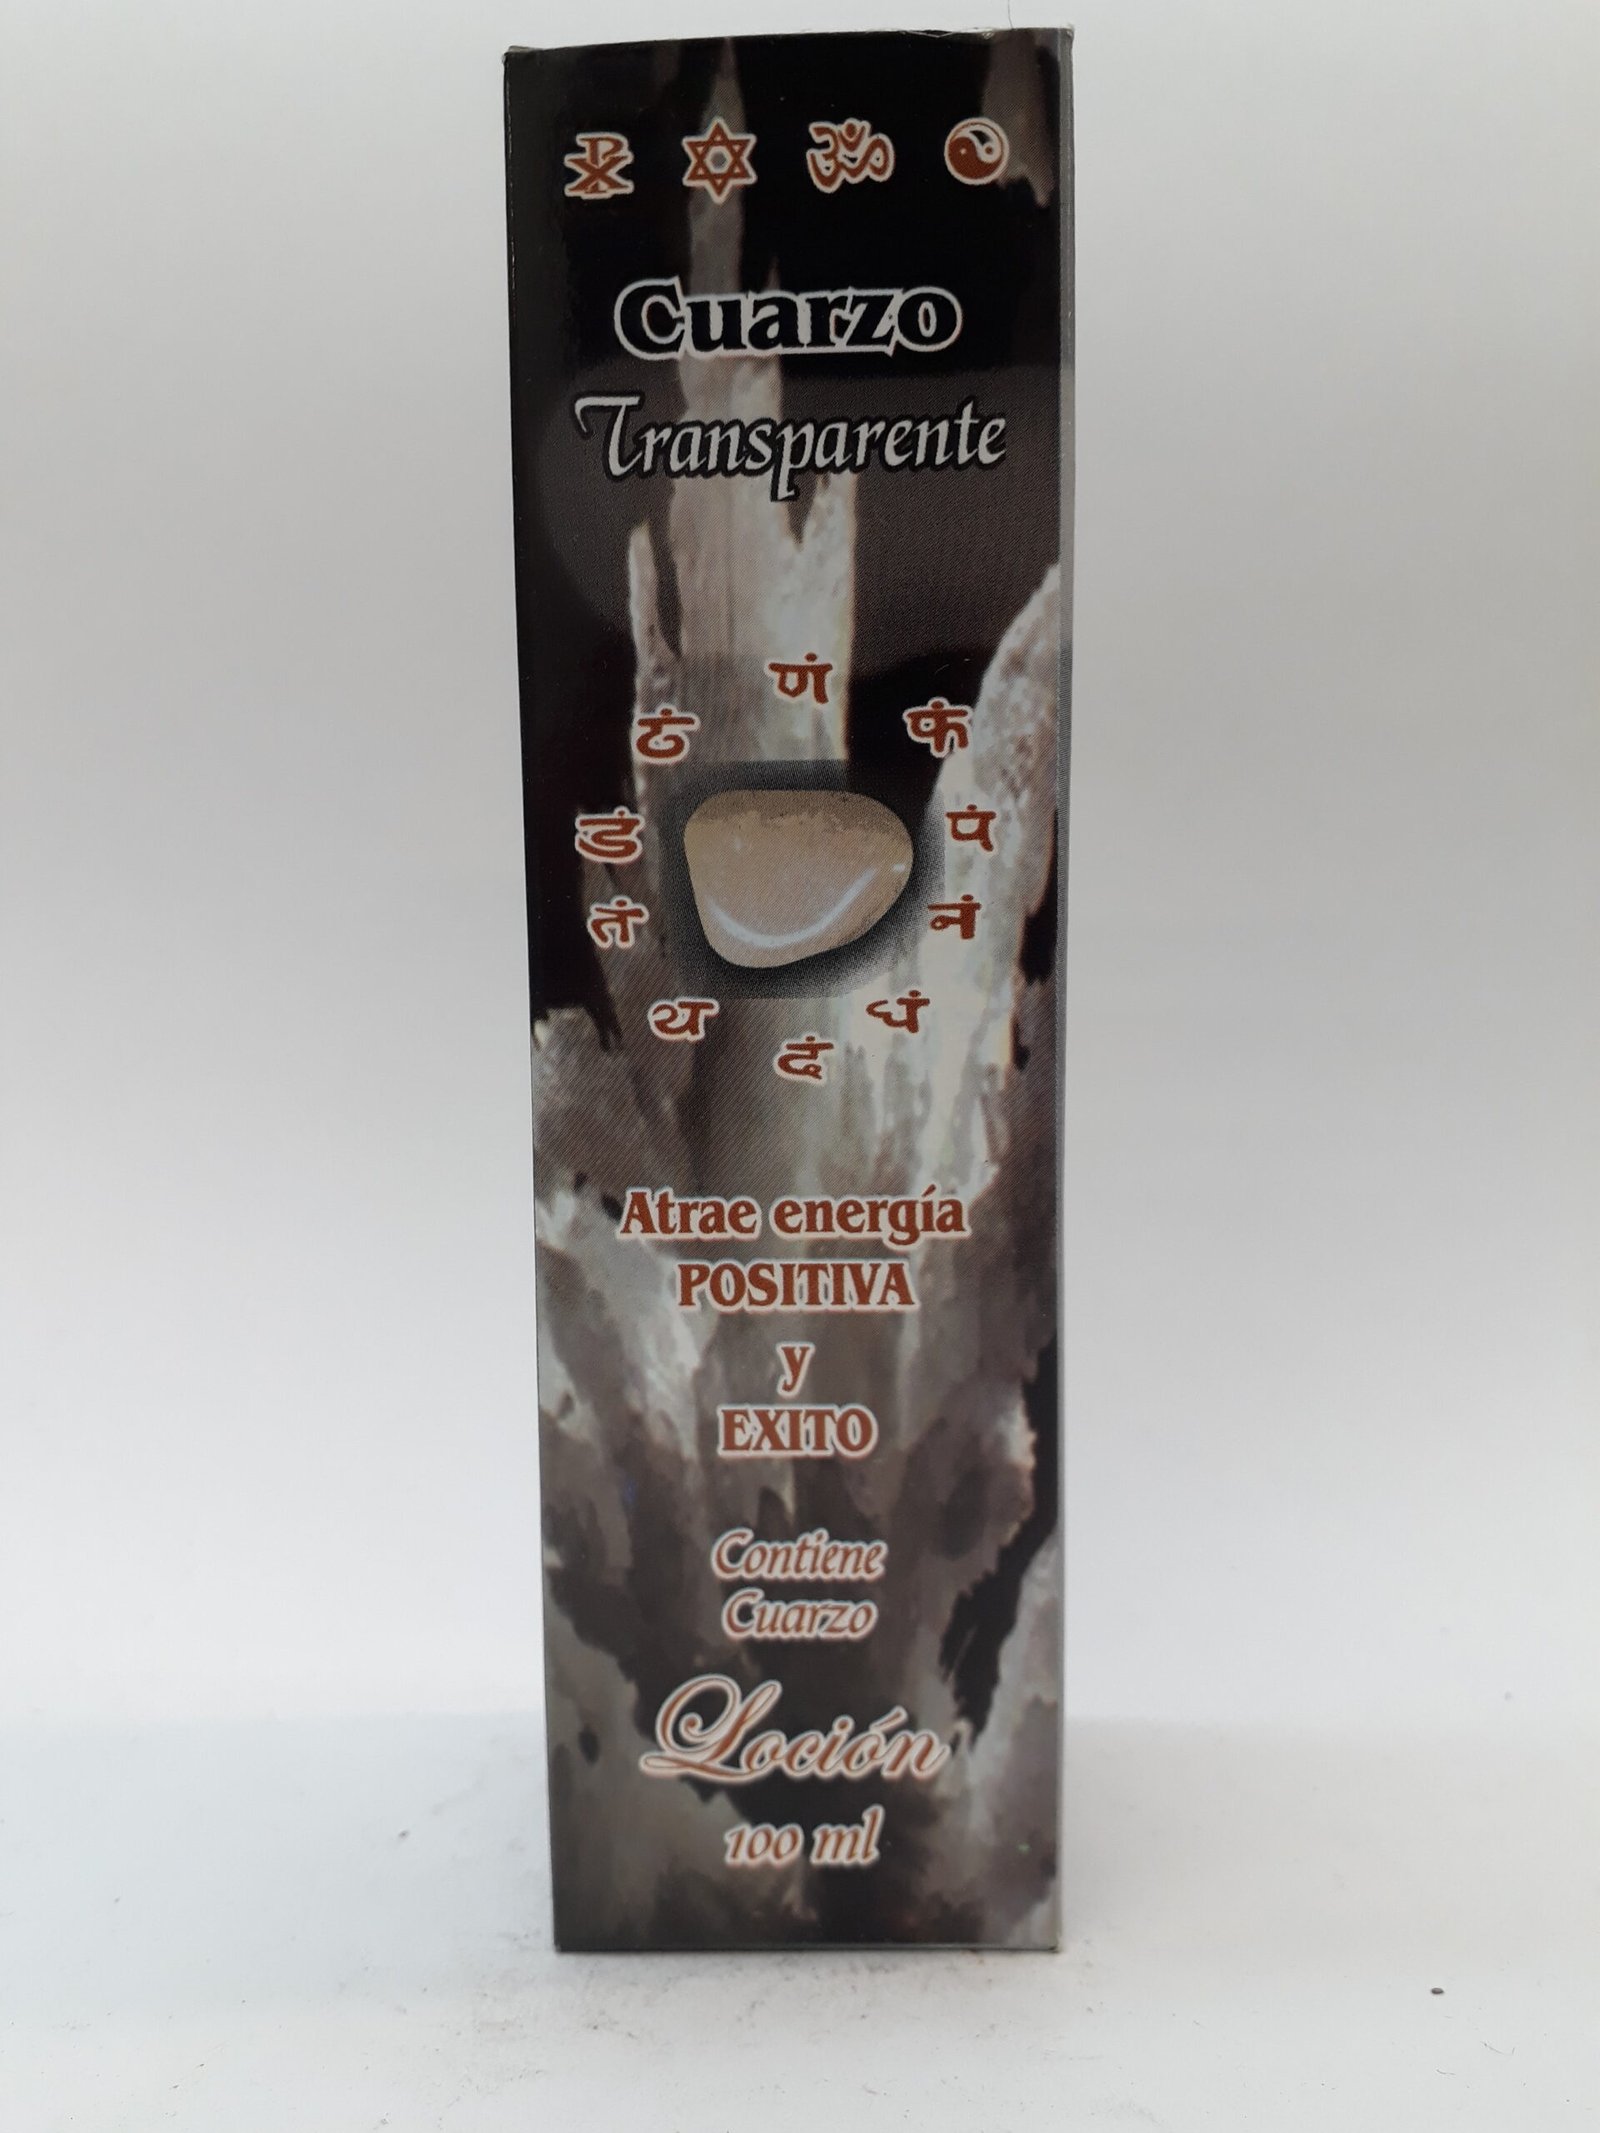 ॐ
Cuarzo
Transparente
णं
ठं
फं
डं
पं
तं
नं
थ
धं
दं
Atrae energía
POSITIVA
y
EXITO
Contiene
Cuarzo
Loción
100 ml